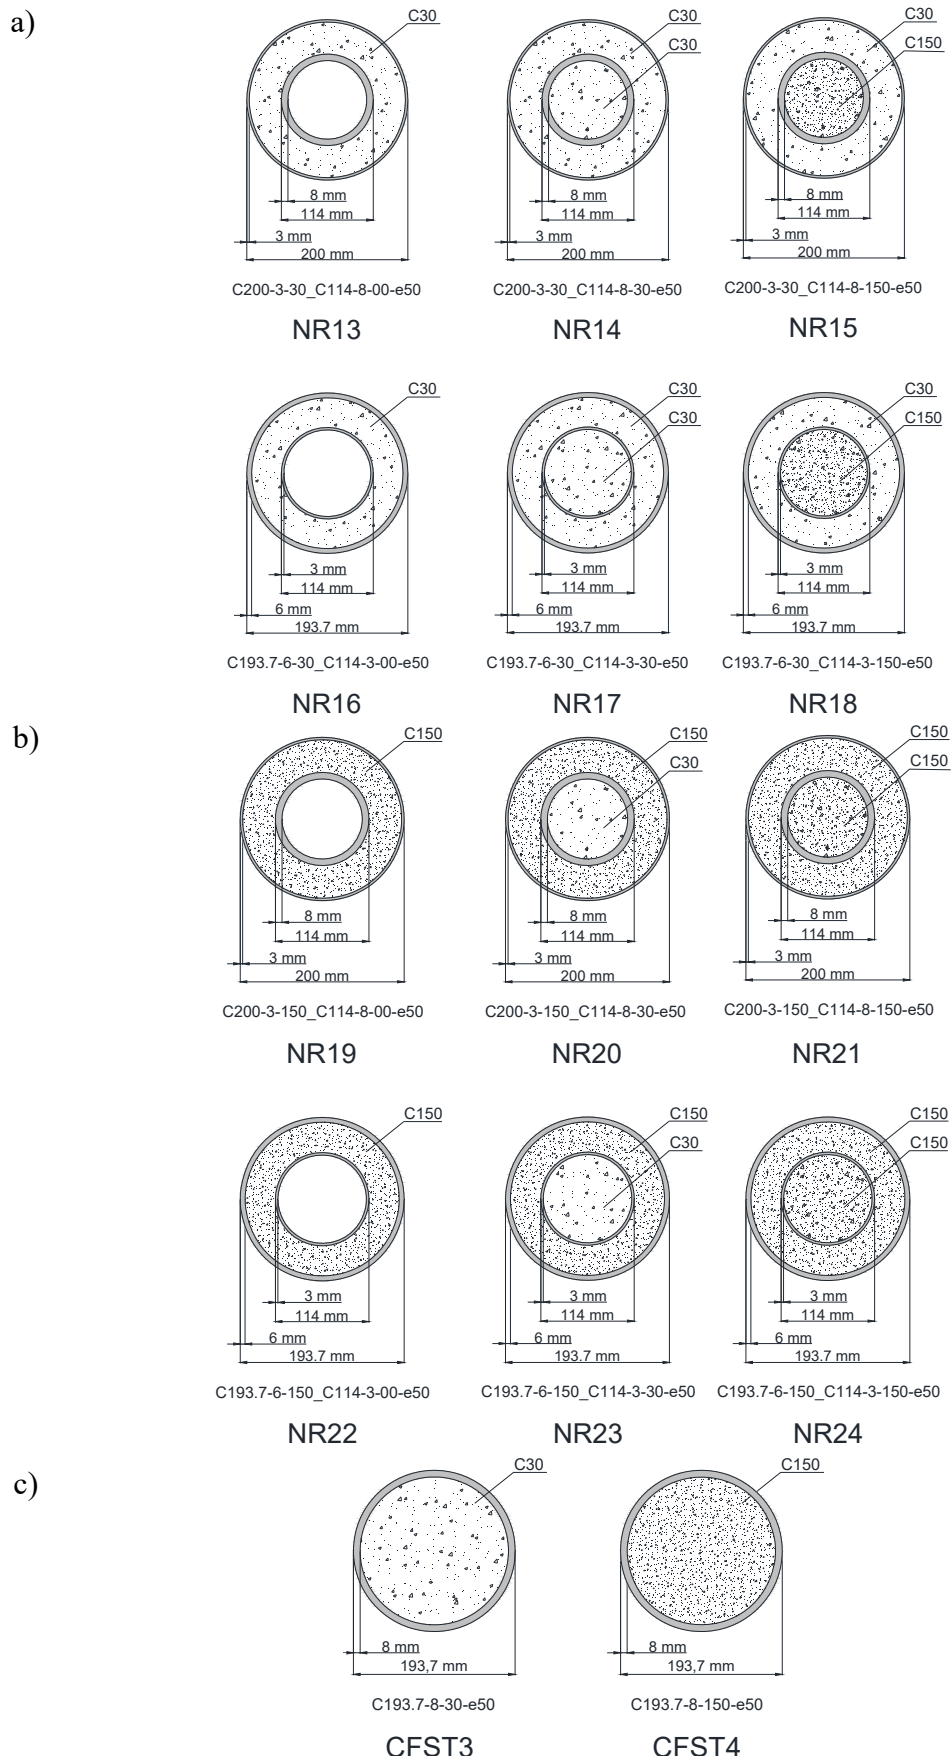 a)
C30
C30
C30
C30
C150
8 mm
114 mm
3 mm
200 mm
8 mm
114 mm
3 mm
200 mm
8 mm
114 mm
3 mm
200 mm
C200-3-30_C114-8-00-e50
C200-3-30_C114-8-30-e50
C200-3-30_C114-8-150-e50
NR13
NR14
NR15
C30
C30
C30
C30
C150
3 mm
114 mm
6 mm
193.7 mm
3 mm
114 mm
6 mm
193.7 mm
3 mm
114 mm
6 mm
193.7 mm
C193.7-6-30_C114-3-00-e50
C193.7-6-30_C114-3-30-e50
C193.7-6-30_C114-3-150-e50
NR16
NR17
NR18
b)
C150
C150
C30
C150
C150
8 mm
114 mm
3 mm
200 mm
8 mm
114 mm
3 mm
200 mm
8 mm
114 mm
3 mm
200 mm
C200-3-150_C114-8-00-e50
C200-3-150_C114-8-30-e50
C200-3-150_C114-8-150-e50
NR19
NR20
NR21
C150
C150
C30
C150
C150
3 mm
114 mm
6 mm
193.7 mm
3 mm
114 mm
6 mm
193.7 mm
3 mm
114 mm
6 mm
193.7 mm
C193.7-6-150_C114-3-00-e50
C193.7-6-150_C114-3-30-e50
C193.7-6-150_C114-3-150-e50
NR22
NR23
NR24
c)
C30
C150
8 mm
193,7 mm
8 mm
193,7 mm
C193.7-8-30-e50
C193.7-8-150-e50
CFST3
CFST4